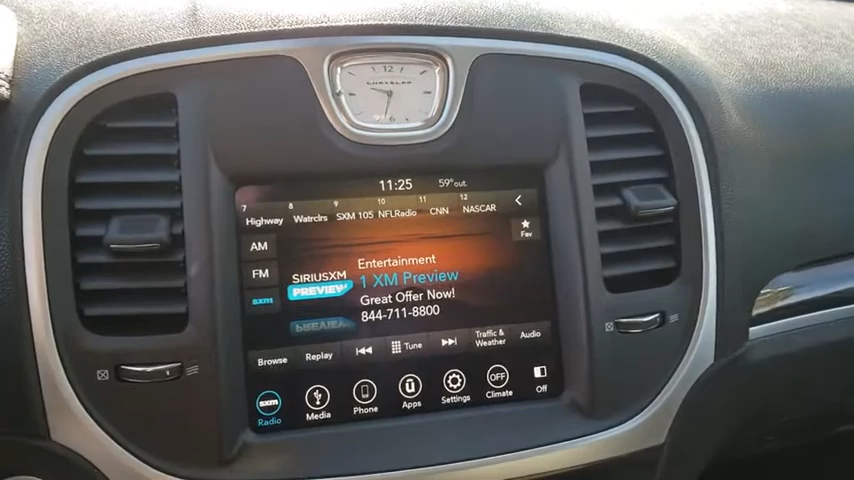 12
CHRYSLER
6
11:25 59° out
7 8 9 10 11 12
Highway Watrcls SXM 105 NFLRadio CNN NASCAR
AM
Fav
Entertainment
FM
SIRIUSXM 1 XM Preview
PREVIEW
Great Offer Now!
sxm
844-711-8800
Browse Replay Tune Traffic & Weather Audio
sxm OFF
Radio Media Phone Apps Settings Climate Off